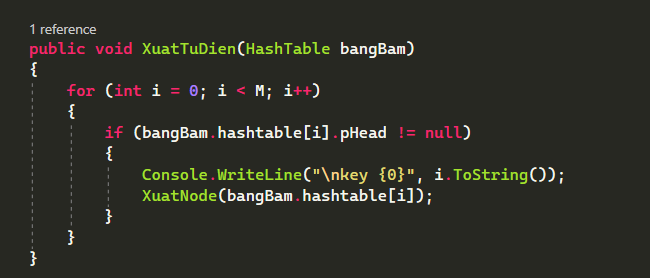 1 reference
public void XuatTuDien(HashTable bangBam)
{
    for (int i = 0; i < M; i++)
    {
        if (bangBam.hashtable[i].pHead != null)
        {
            Console.WriteLine("\nkey {0}", i.ToString());
            XuatNode(bangBam.hashtable[i]);
        }
    }
}